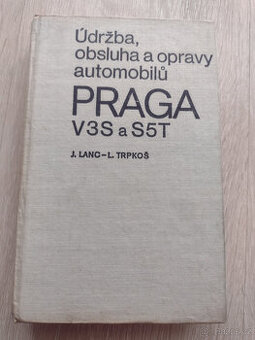 Údržba,
obsluha a opravy
automobilů
PRAGA
V3S a S5T
J. LANC–L. TRPKOŠ